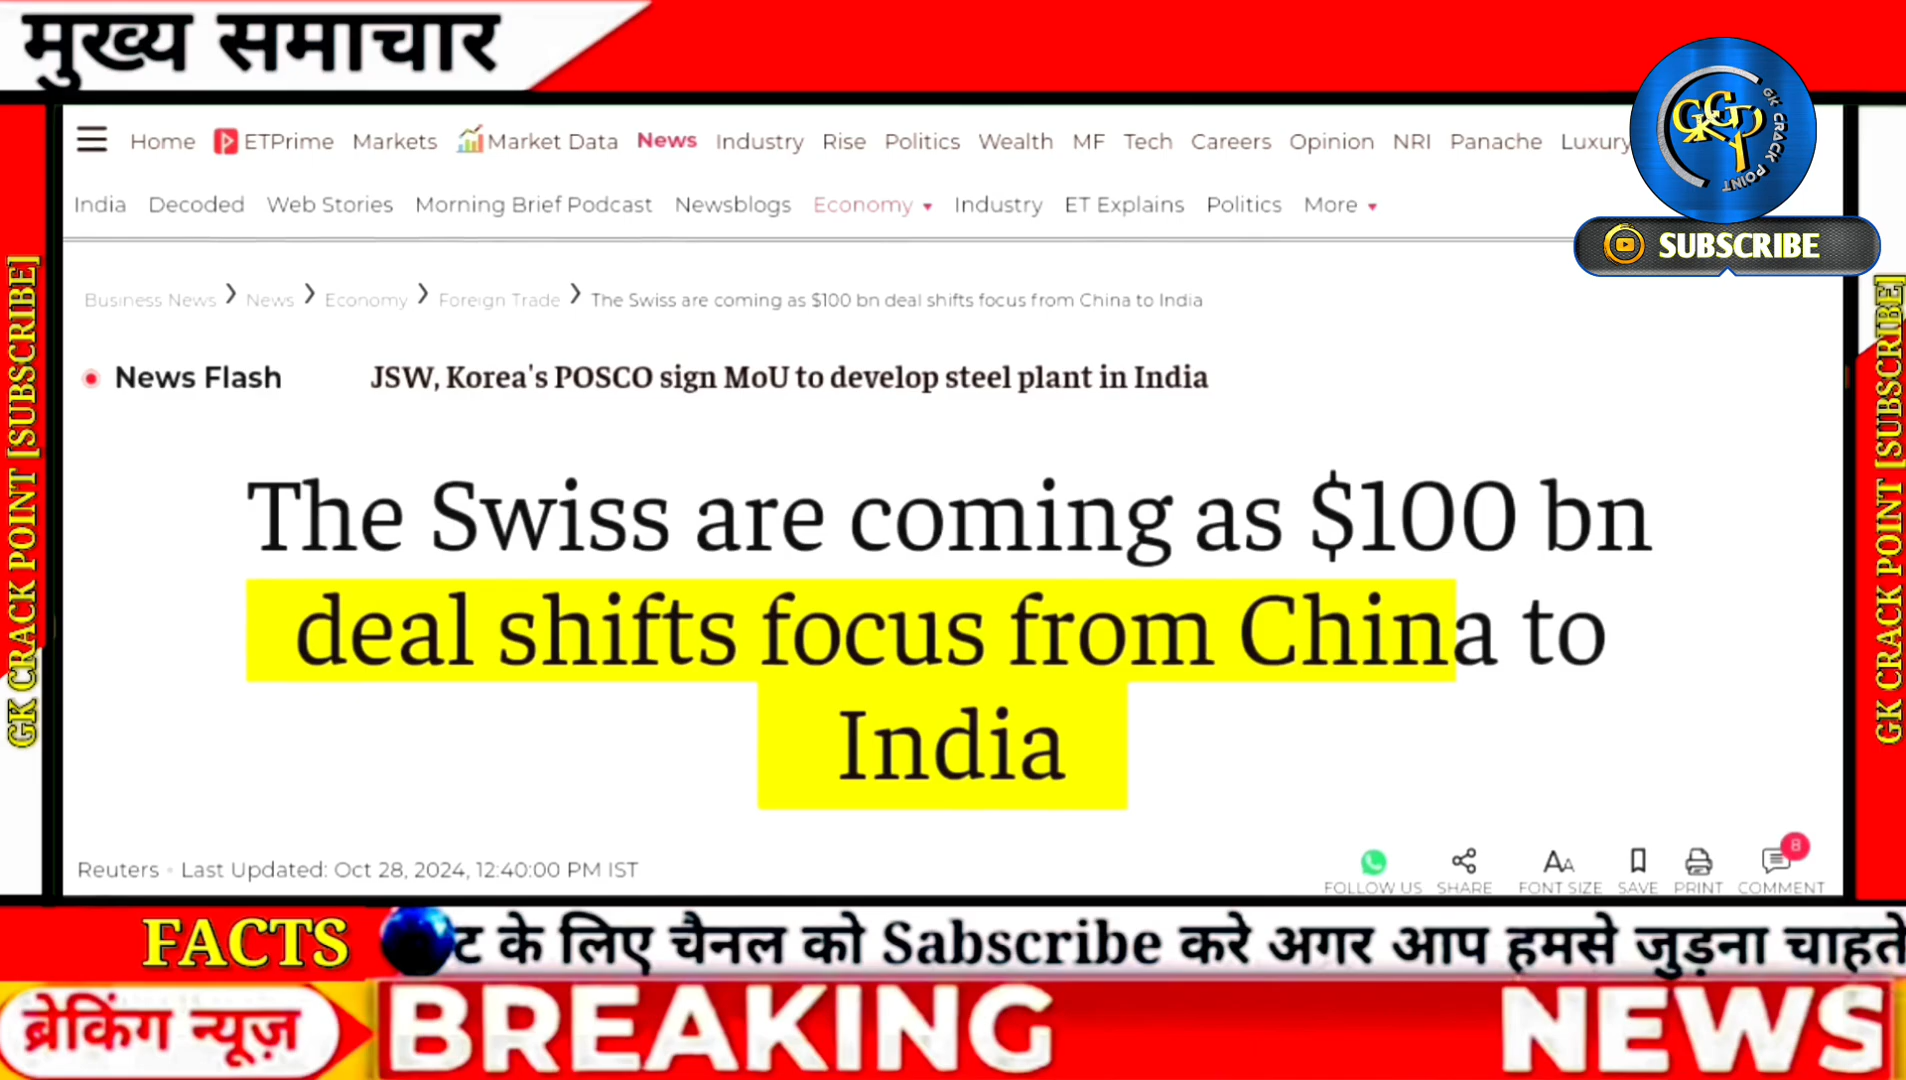 मुख्य समाचार
Home ETPrime Markets Market Data News Industry Rise Politics Wealth MF Tech Careers Opinion NRI Panache Luxury
India Decoded Web Stories Morning Brief Podcast Newsblogs Economy Industry ET Explains Politics More
GK CRACK POINT
SUBSCRIBE
Business News News Economy Foreign Trade The Swiss are coming as $100 bn deal shifts focus from China to India
News Flash JSW, Korea's POSCO sign MoU to develop steel plant in India
The Swiss are coming as $100 bn
deal shifts focus from China to
India
Reuters • Last Updated: Oct 28, 2024, 12:40:00 PM IST
8
FOLLOW US SHARE FONT SIZE SAVE PRINT COMMENT
GK CRACK POINT [SUBSCRIBE]
GK CRACK POINT [SUBSCRIBE]
FACTS ट के लिए चैनल को Sabscribe करे अगर आप हमसे जुड़ना चाहते
ब्रेकिंग न्यूज़ BREAKING NEWS